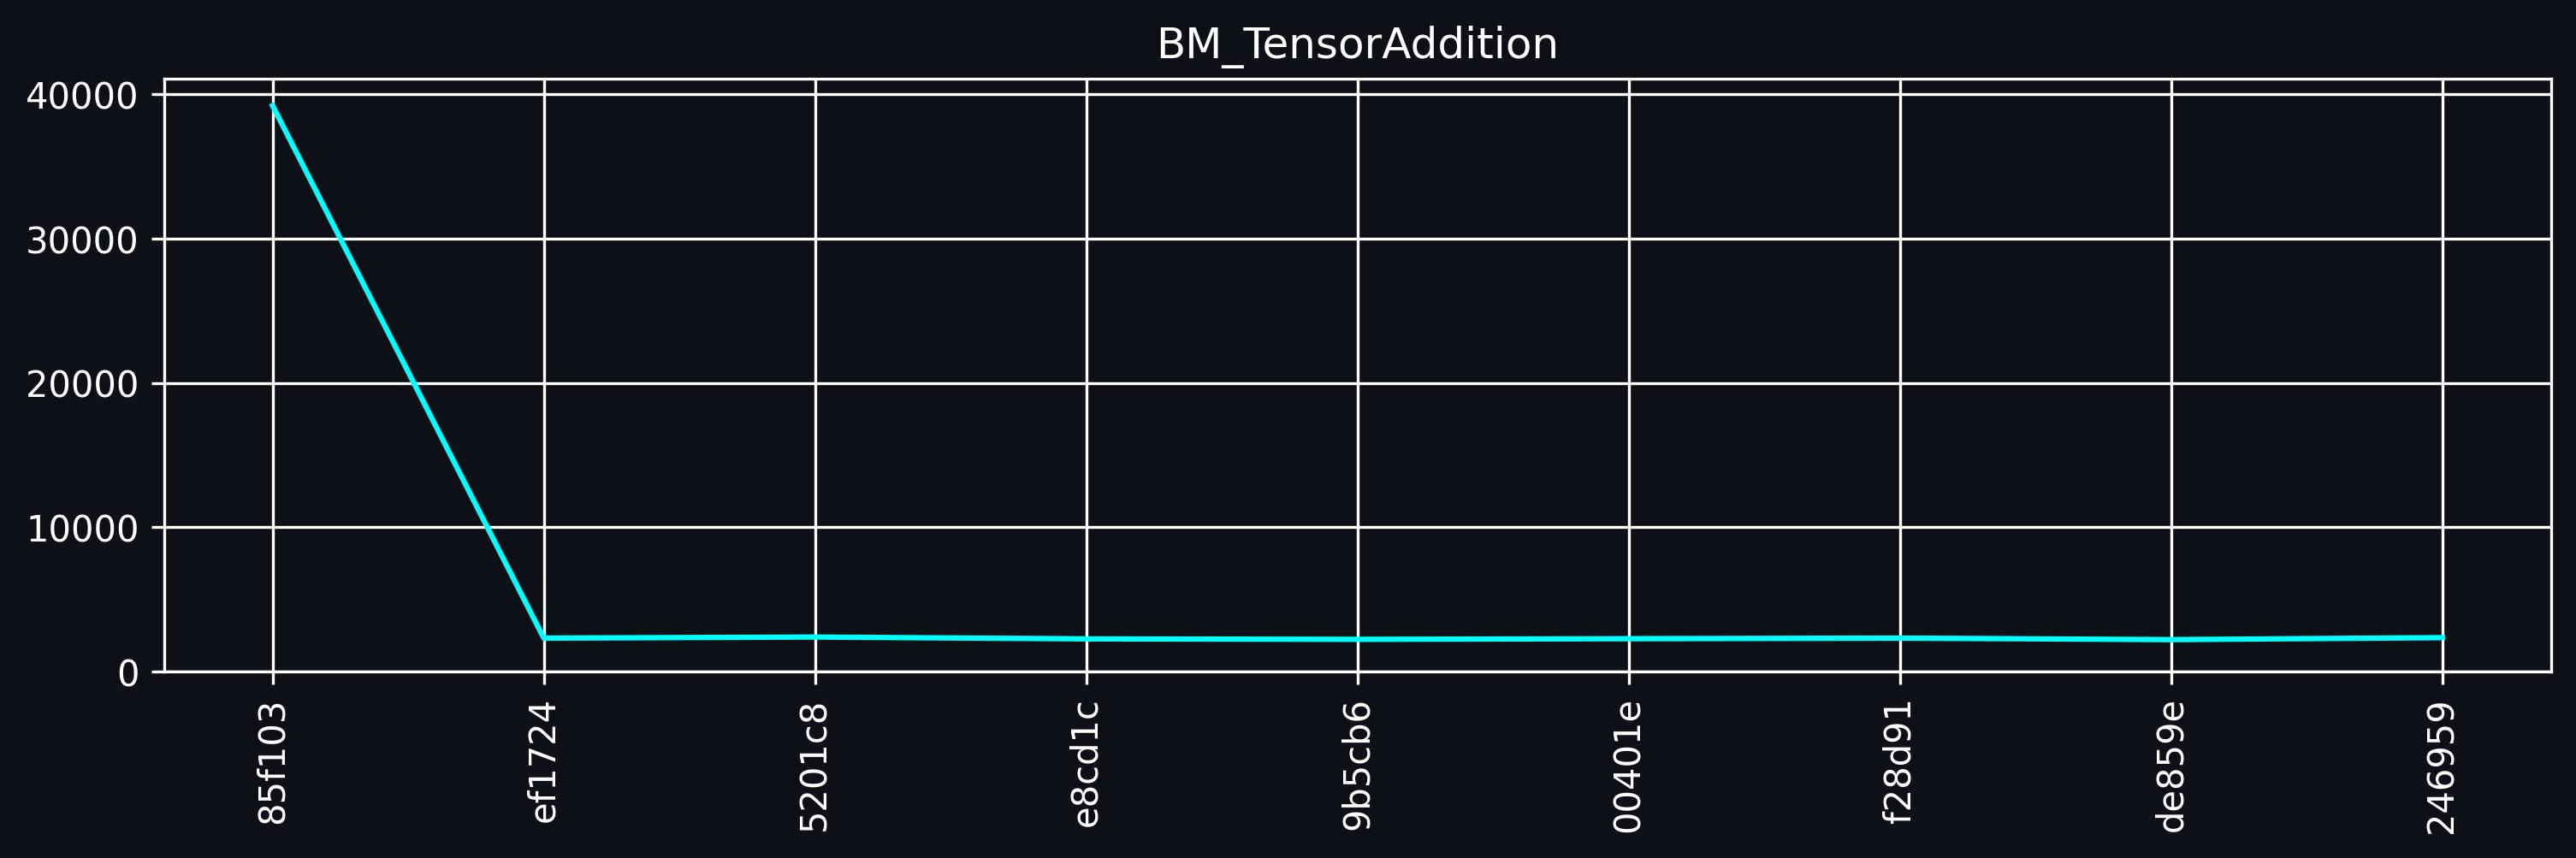 BM_TensorAddition
40000
30000
20000
10000
0
85f103
ef1724
5201c8
e8cd1c
9b5cb6
00401e
f28d91
de859e
246959